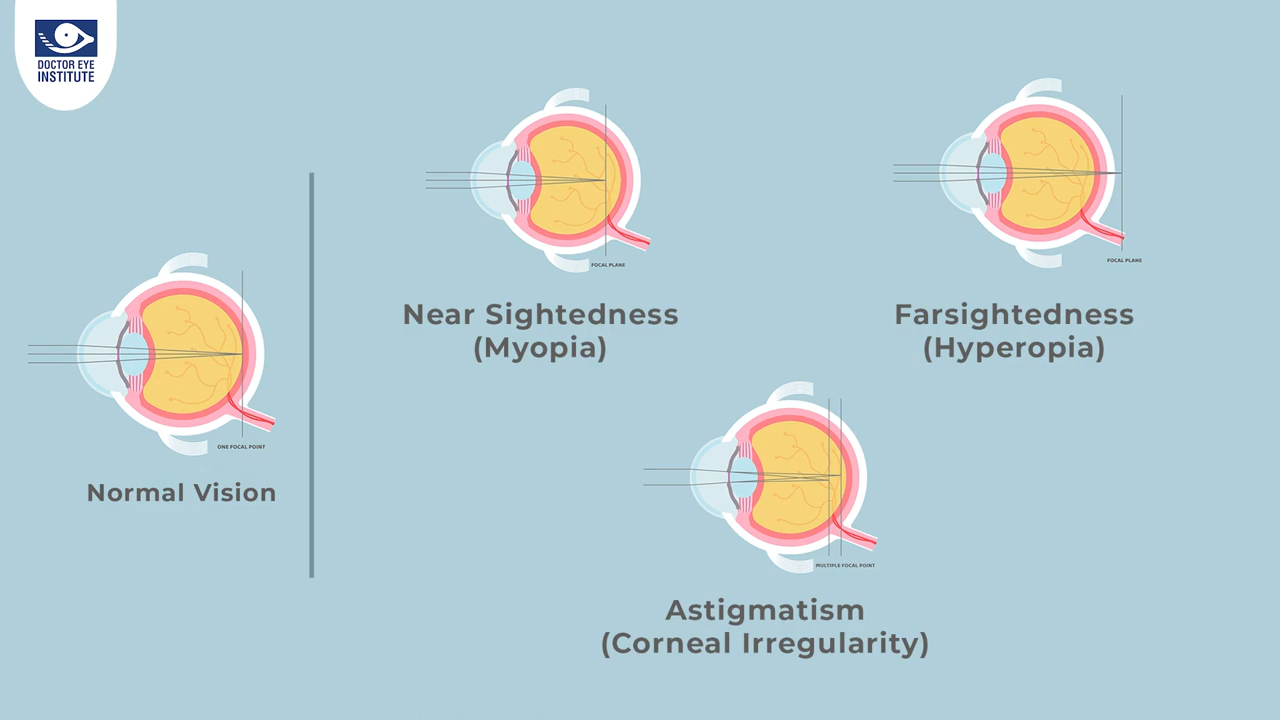 DOCTOR EYE
INSTITUTE
FOCAL PLANE
Near Sightedness
(Myopia)
FOCAL PLANE
Farsightedness
(Hyperopia)
ONE FOCAL POINT
Normal Vision
MULTIPLE FOCAL POINT
Astigmatism
(Corneal Irregularity)